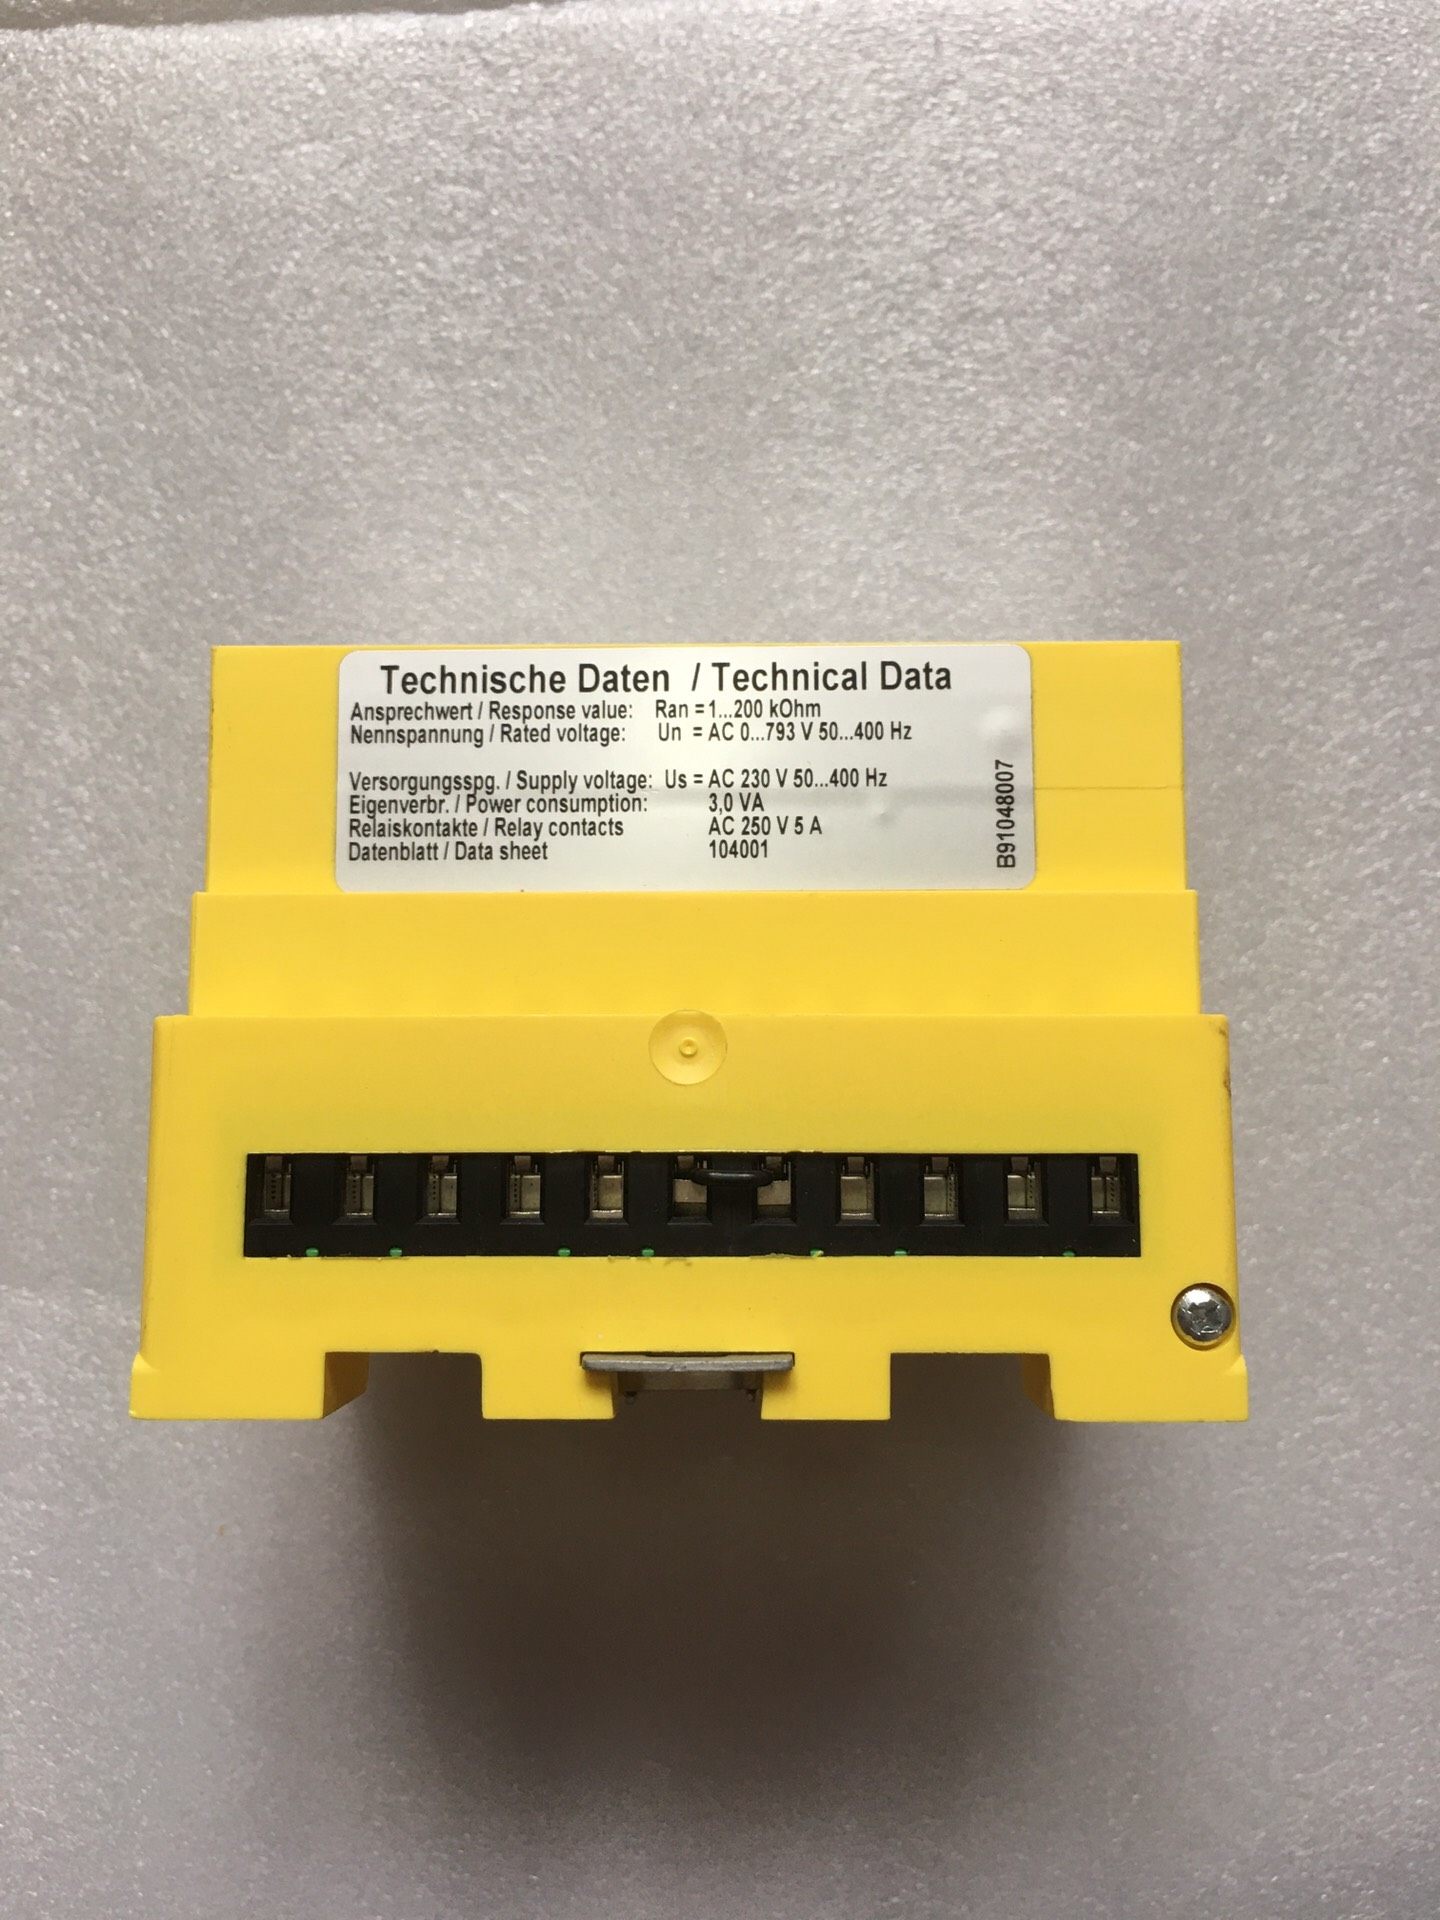 Technische Daten / Technical Data
Ansprechwert / Response value: Ran = 1...200 kOhm
Nennspannung / Rated voltage: Un = AC 0...793 V 50...400 Hz
Versorgungsspg. / Supply voltage: Us = AC 230 V 50...400 Hz
Eigenverbr. / Power consumption: 3,0 VA
Relaiskontakte / Relay contacts AC 250 V 5 A
Datenblatt / Data sheet 104001
B91048007